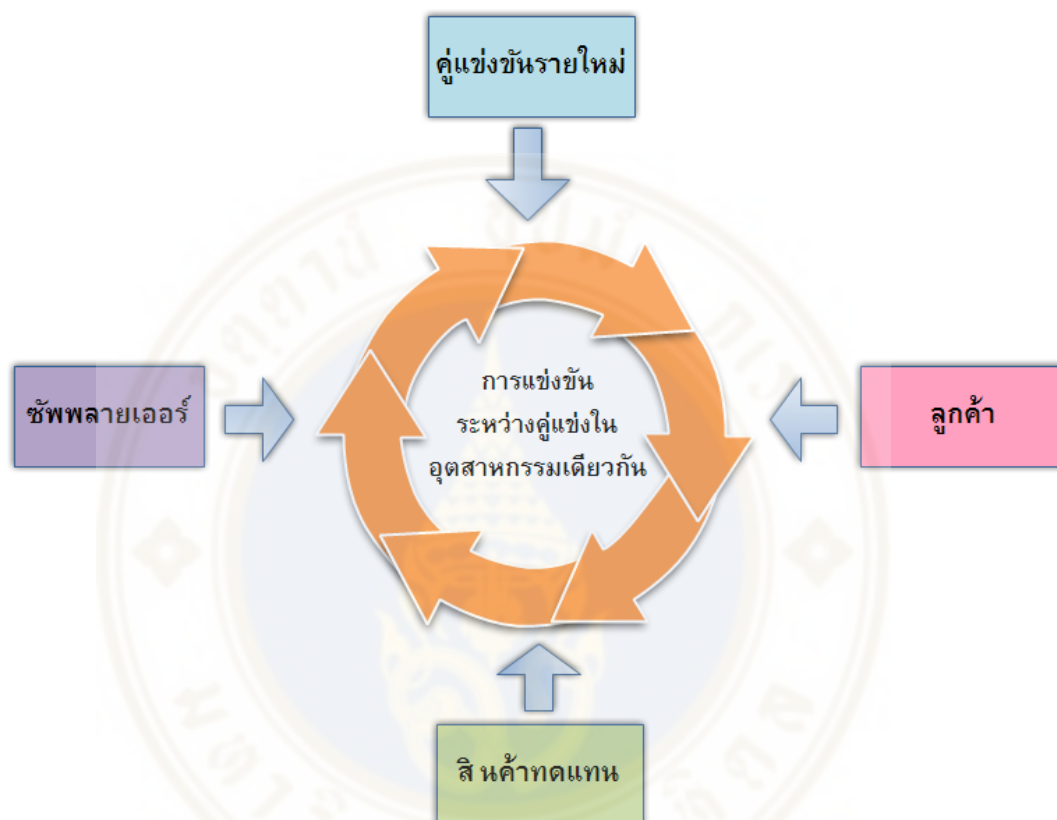 คู่แข่งขันรายใหม่
ซัพพลายเออร์
การแข่งขัน
ระหว่างคู่แข่งใน
อุตสาหกรรมเดียวกัน
ลูกค้า
สินค้าทดแทน